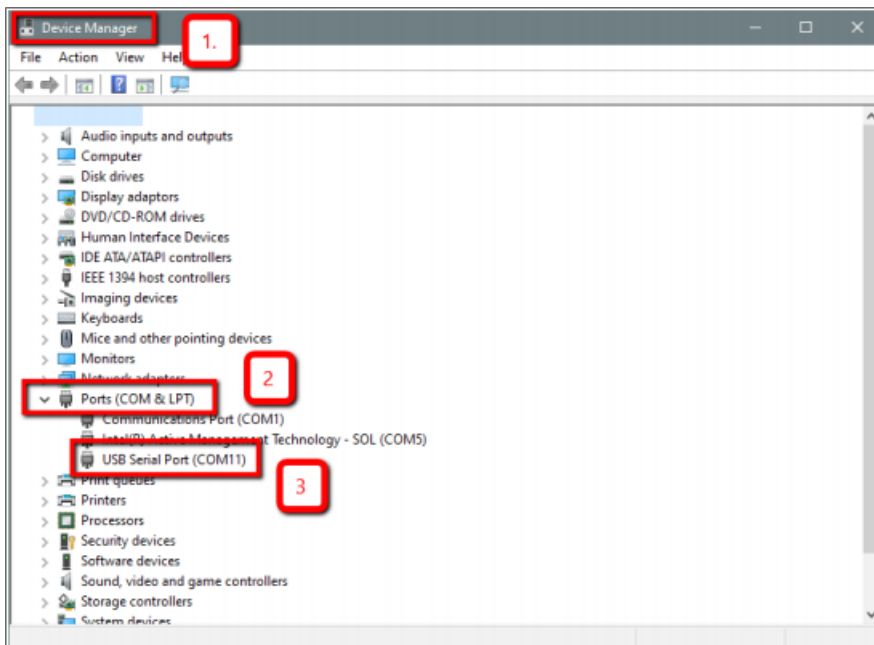 Device Manager
1.
File Action View Help
Audio inputs and outputs
Computer
Disk drives
Display adaptors
DVD/CD-ROM drives
Human Interface Devices
IDE ATA/ATAPI controllers
IEEE 1394 host controllers
Imaging devices
Keyboards
Mice and other pointing devices
Monitors
Network adapters
2
Ports (COM & LPT)
Communications Port (COM1)
Intel(R) Active Management Technology - SOL (COM5)
USB Serial Port (COM11)
3
Print queues
Printers
Processors
Security devices
Software devices
Sound, video and game controllers
Storage controllers
System devices